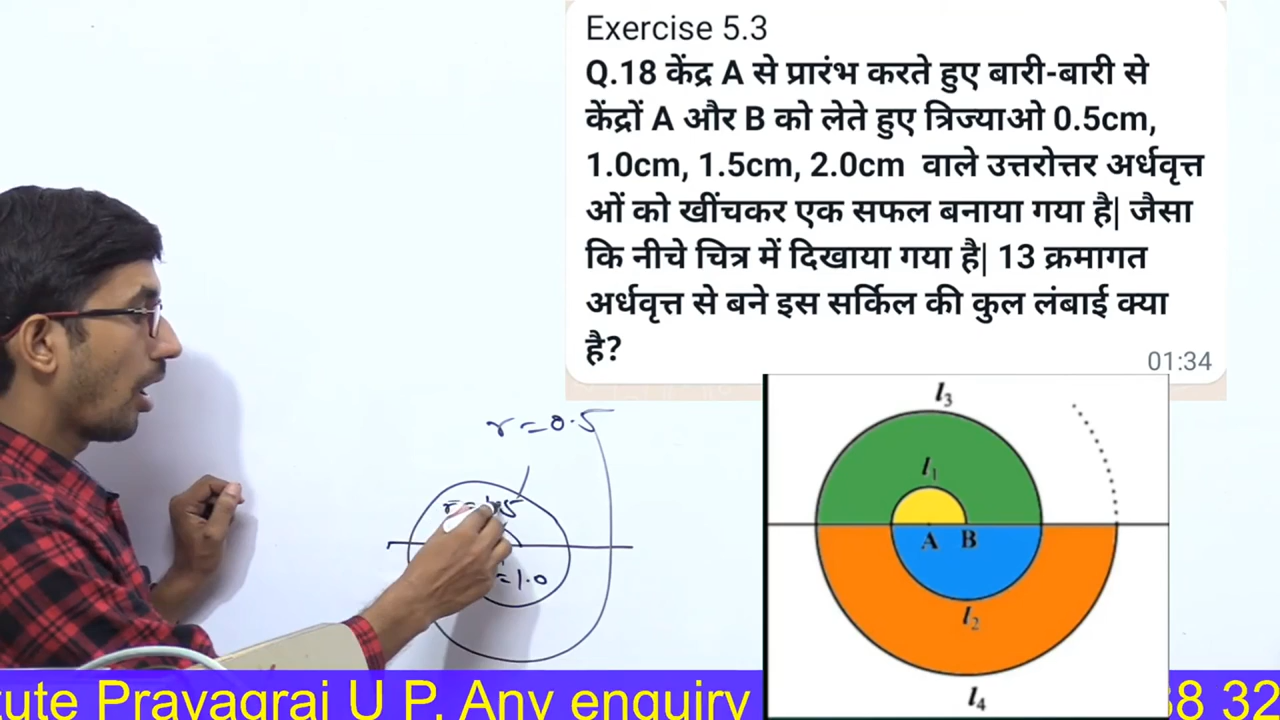 Exercise 5.3
Q.18 केंद्र A से प्रारंभ करते हुए बारी-बारी से
केंद्रों A और B को लेते हुए त्रिज्याओ 0.5cm,
1.0cm, 1.5cm, 2.0cm वाले उत्तरोत्तर अर्धवृत्त
ओं को खींचकर एक सफल बनाया गया है| जैसा
कि नीचे चित्र में दिखाया गया है| 13 क्रमागत
अर्धवृत्त से बने इस सर्किल की कुल लंबाई क्या
है?
01:34
l3
l1
A B
l2
l4
r = 0.5
= 1.0
tute Prayagraj U P. Any enquiry
38 32